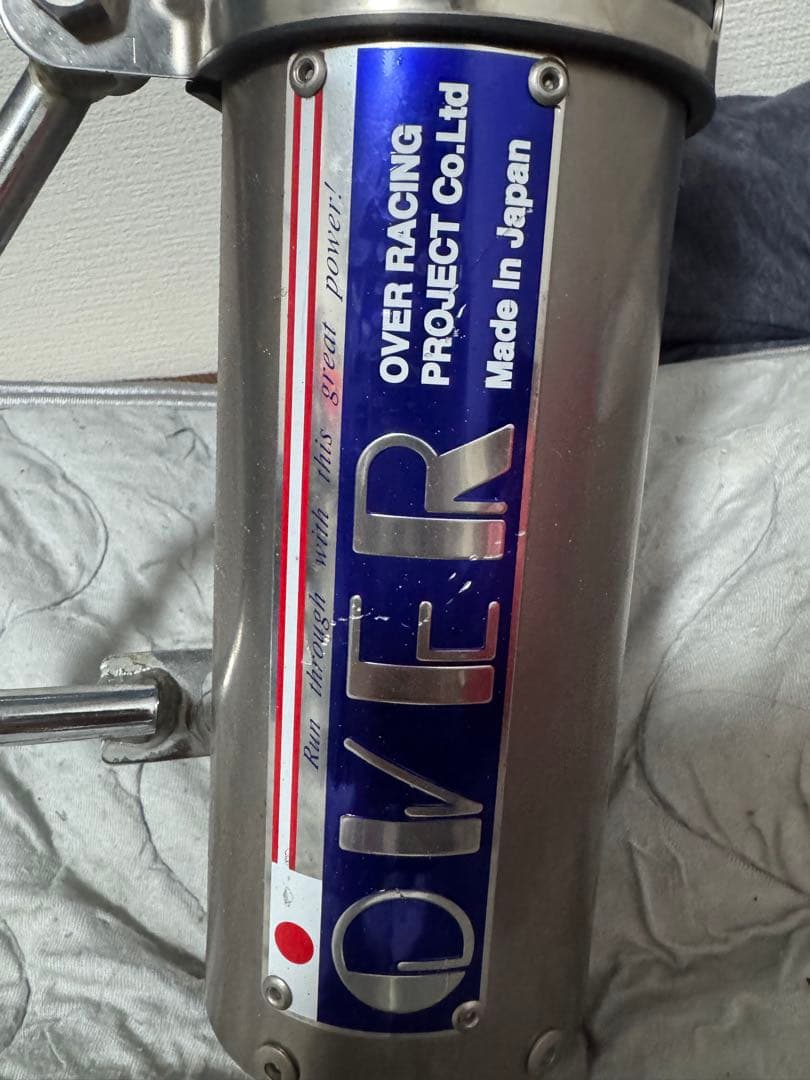 OVER RACING
PROJECT Co.Ltd
Made In Japan
OVER
Run through with this great power!